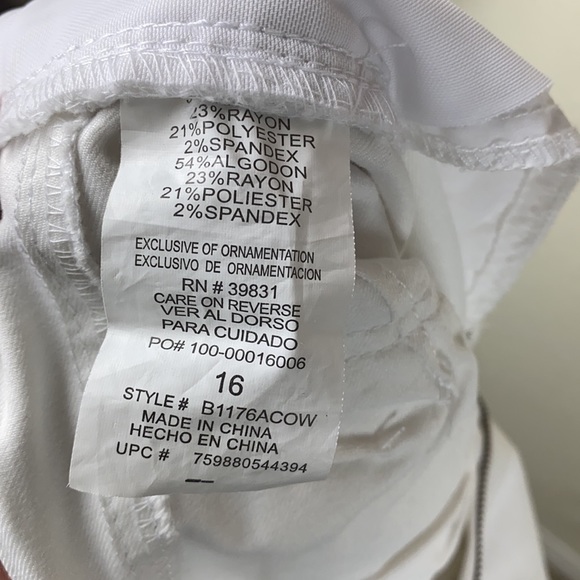 23%RAYON
21%POLYESTER
2%SPANDEX
54%ALGODON
23%RAYON
21%POLIESTER
2%SPANDEX
EXCLUSIVE OF ORNAMENTATION
EXCLUSIVO DE ORNAMENTACION
RN # 39831
CARE ON REVERSE
VER AL DORSO
PARA CUIDADO
PO# 100-00016006
16
STYLE # B1176ACOW
MADE IN CHINA
HECHO EN CHINA
UPC # 759880544394